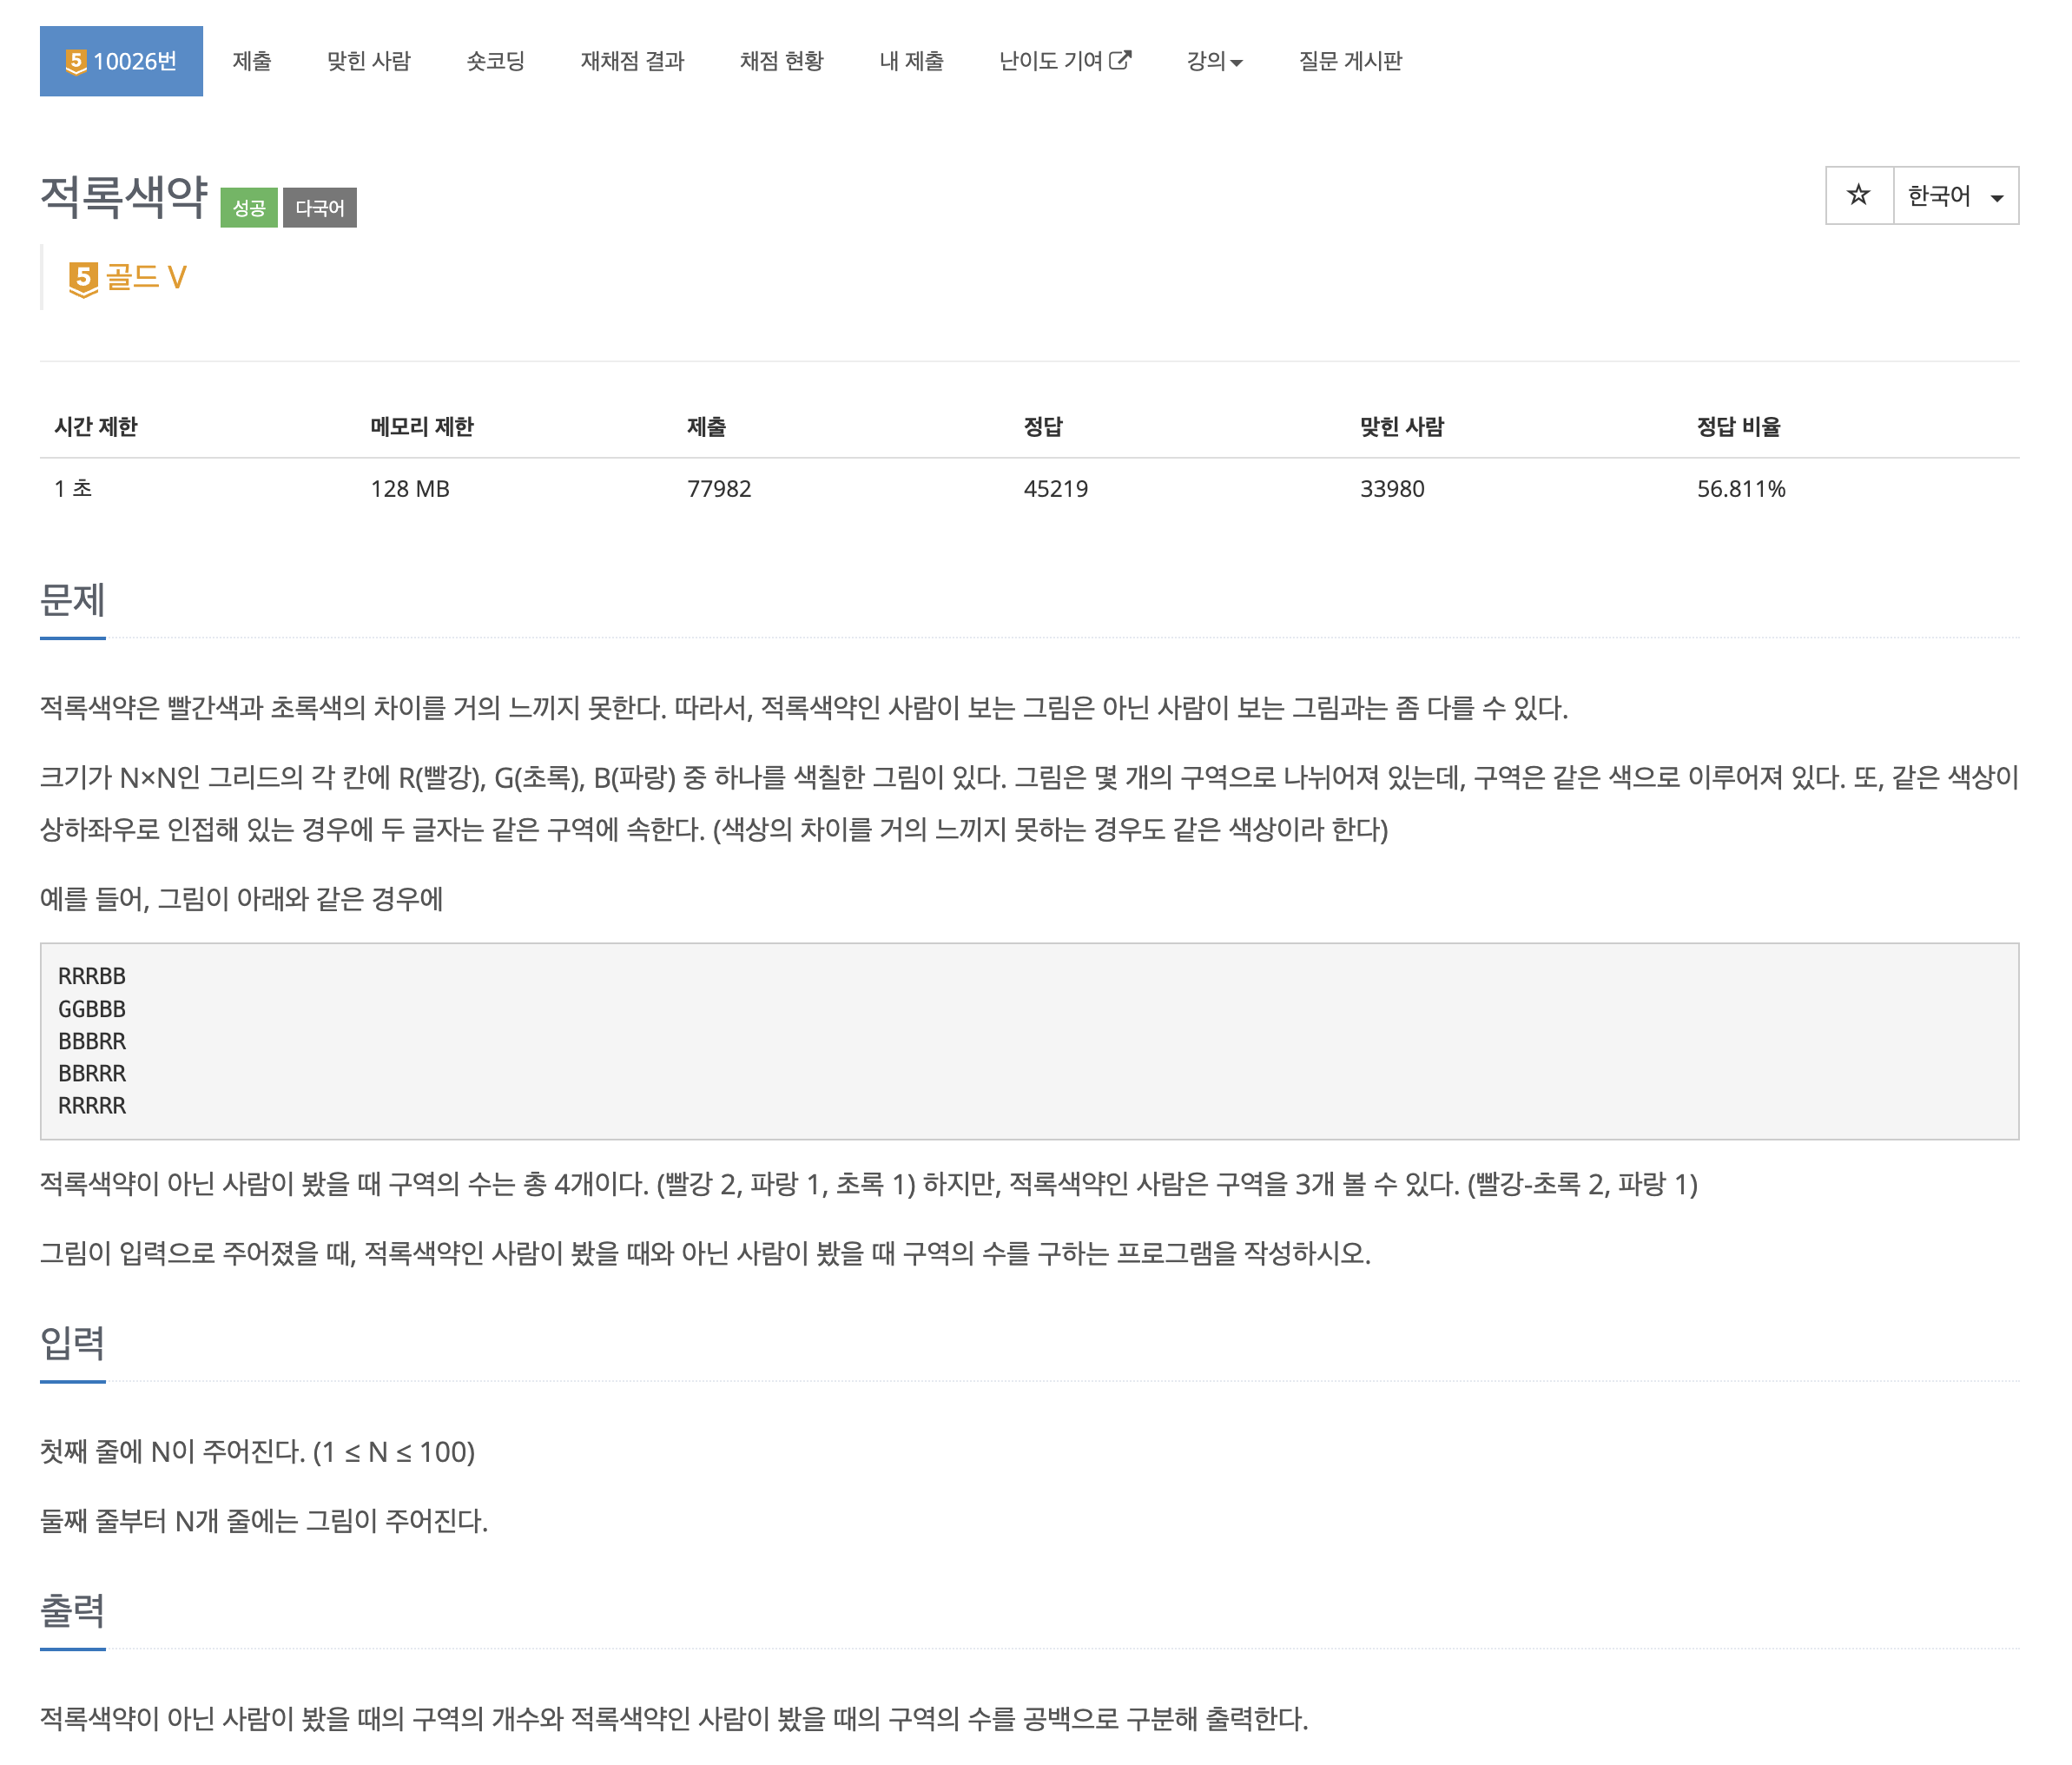 5 10026번 제출 맞힌 사람 숏코딩 재채점 결과 채점 현황 내 제출 난이도 기여 강의 질문 게시판
적록색약 성공 다국어
☆ 한국어
5 골드 V
시간 제한 메모리 제한 제출 정답 맞힌 사람 정답 비율
1 초 128 MB 77982 45219 33980 56.811%
문제
적록색약은 빨간색과 초록색의 차이를 거의 느끼지 못한다. 따라서, 적록색약인 사람이 보는 그림은 아닌 사람이 보는 그림과는 좀 다를 수 있다.
크기가 N×N인 그리드의 각 칸에 R(빨강), G(초록), B(파랑) 중 하나를 색칠한 그림이 있다. 그림은 몇 개의 구역으로 나뉘어져 있는데, 구역은 같은 색으로 이루어져 있다. 또, 같은 색상이
상하좌우로 인접해 있는 경우에 두 글자는 같은 구역에 속한다. (색상의 차이를 거의 느끼지 못하는 경우도 같은 색상이라 한다)
예를 들어, 그림이 아래와 같은 경우에
RRRBB
GGBBB
BBBRR
BBRRR
RRRRR
적록색약이 아닌 사람이 봤을 때 구역의 수는 총 4개이다. (빨강 2, 파랑 1, 초록 1) 하지만, 적록색약인 사람은 구역을 3개 볼 수 있다. (빨강-초록 2, 파랑 1)
그림이 입력으로 주어졌을 때, 적록색약인 사람이 봤을 때와 아닌 사람이 봤을 때 구역의 수를 구하는 프로그램을 작성하시오.
입력
첫째 줄에 N이 주어진다. (1 ≤ N ≤ 100)
둘째 줄부터 N개 줄에는 그림이 주어진다.
출력
적록색약이 아닌 사람이 봤을 때의 구역의 개수와 적록색약인 사람이 봤을 때의 구역의 수를 공백으로 구분해 출력한다.